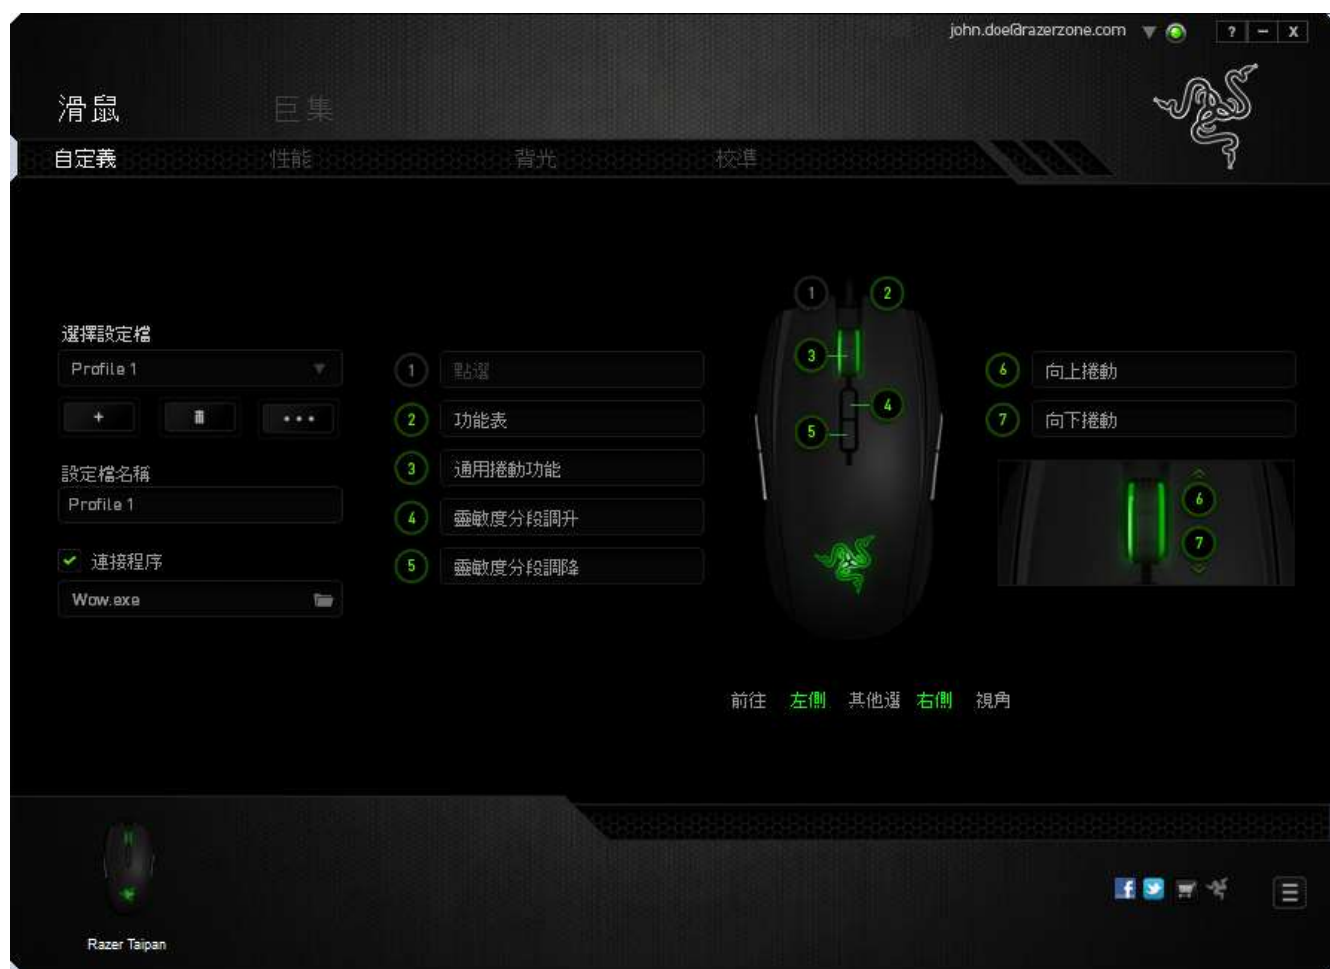 john.doe@razerzone.com
? – X
滑鼠 巨集
自定義 性能 背光 校準
選擇設定檔
Profile 1
設定檔名稱
Profile 1
連接程序
Wow.exe
1 點選
2 功能表
3 通用捲動功能
4 靈敏度分段調升
5 靈敏度分段調降
1 2
3
4
5
6 向上捲動
7 向下捲動
6
7
前往 左側 其他選 右側 視角
Razer Taipan